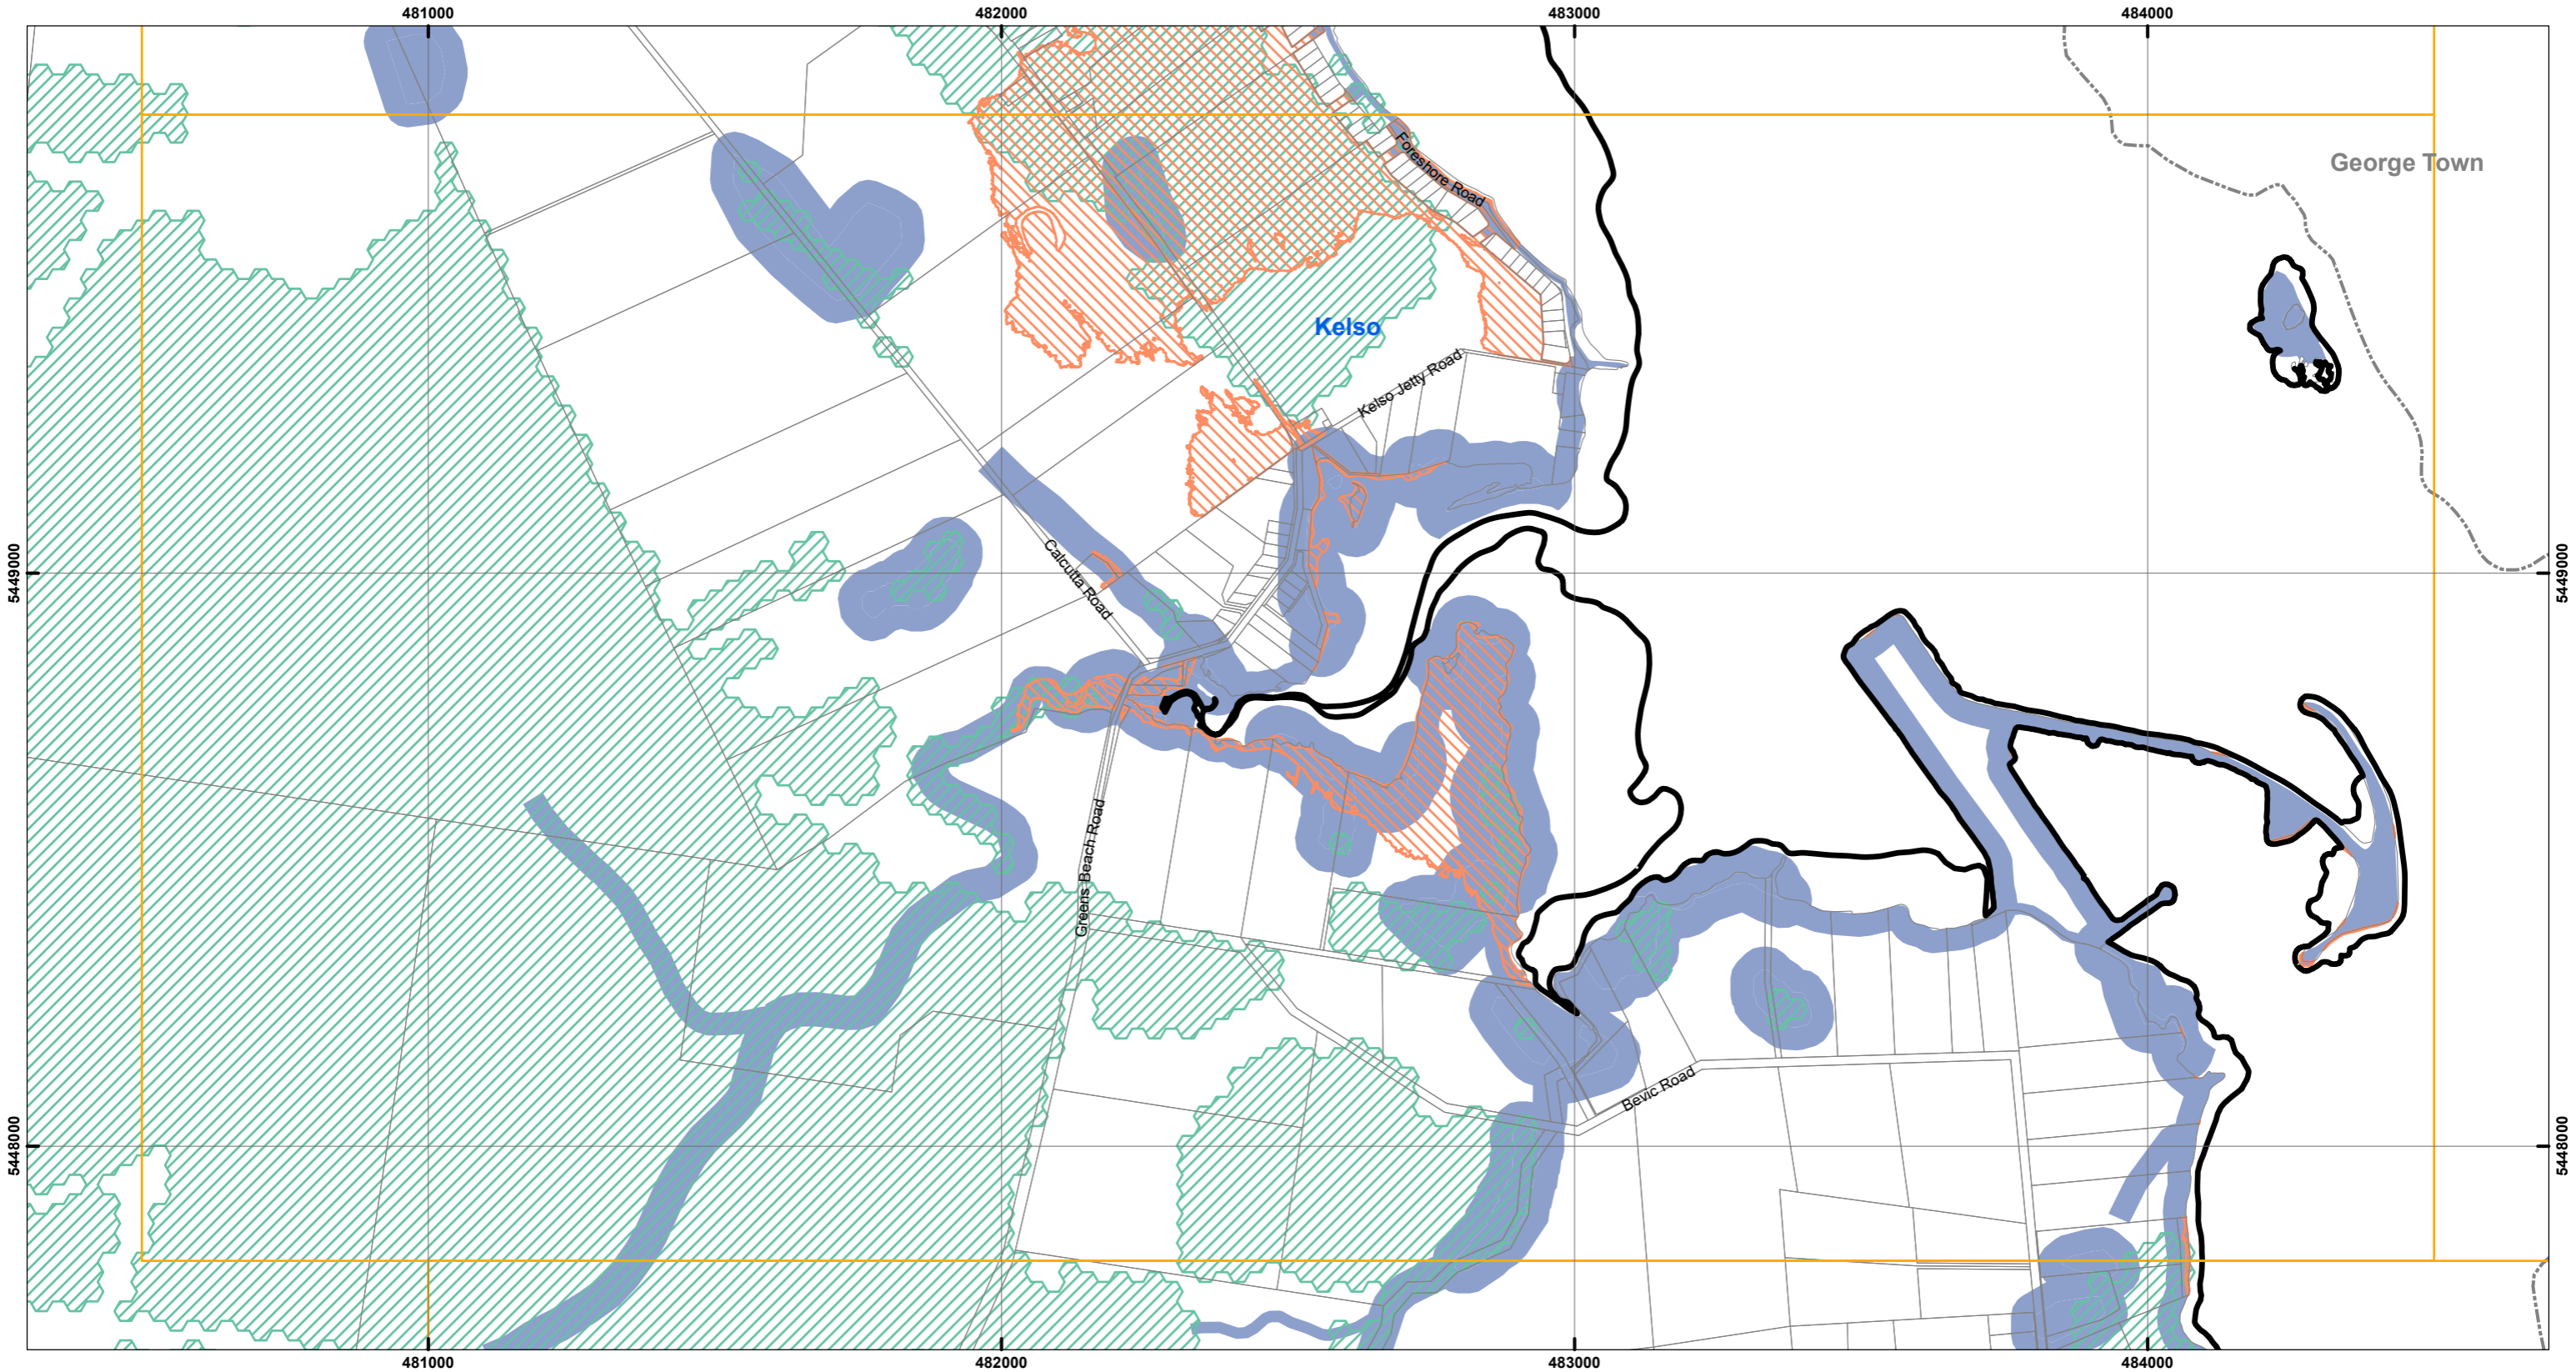 481000
482000
483000
484000
George Town
Foreshore Road
Kelso
Kelso Jetty Road
5449000
Calcutta Road
5449000
Greens Beach Road
Bevic Road
5448000
5448000
481000
482000
483000
484000